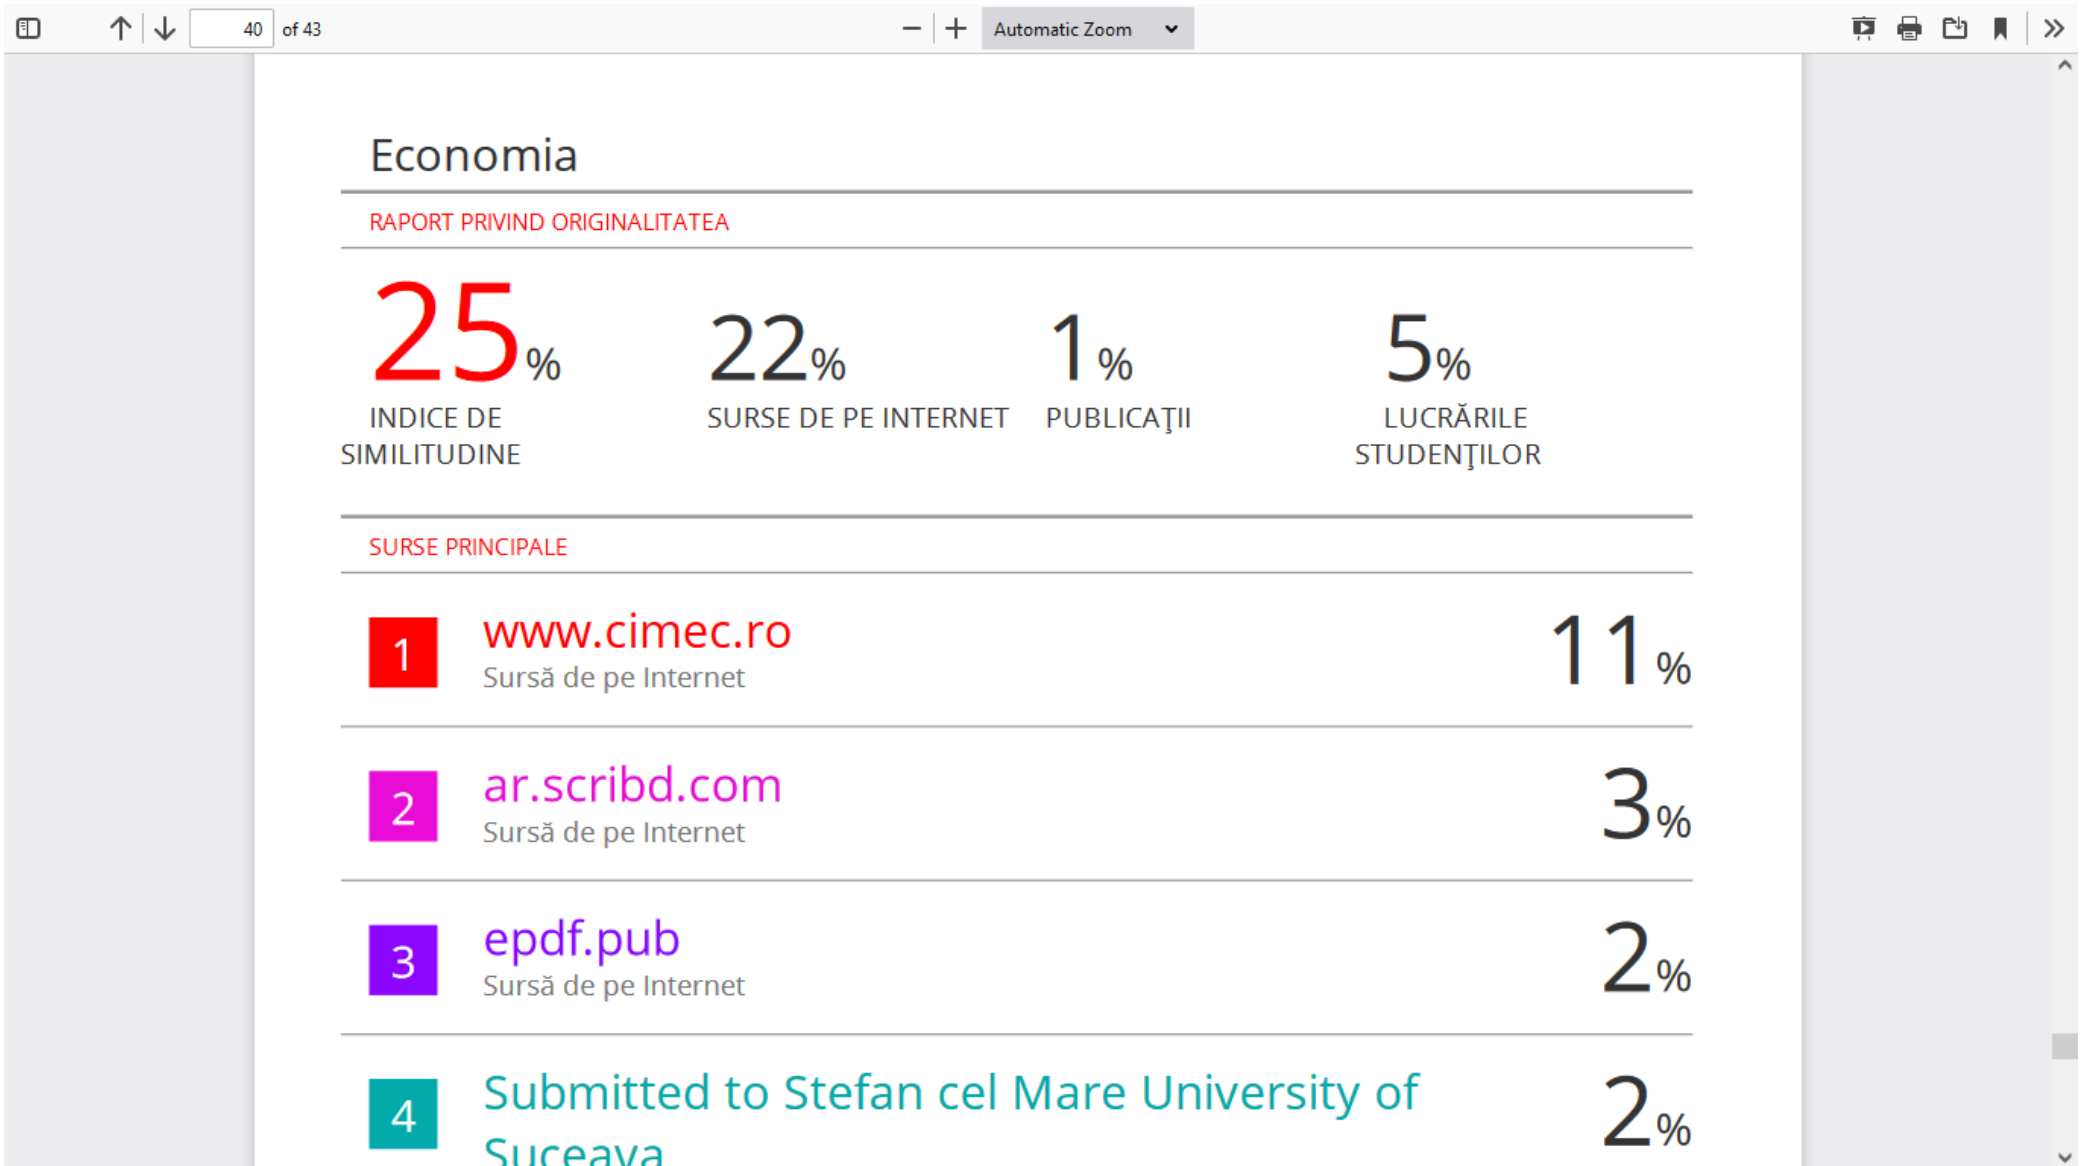 40 of 43
Automatic Zoom
Economia
RAPORT PRIVIND ORIGINALITATEA
25% 22% 1% 5%
INDICE DE SURSE DE PE INTERNET PUBLICAŢII LUCRĂRILE
SIMILITUDINE STUDENŢILOR
SURSE PRINCIPALE
1 www.cimec.ro 11%
Sursă de pe Internet
2 ar.scribd.com 3%
Sursă de pe Internet
3 epdf.pub 2%
Sursă de pe Internet
4 Submitted to Stefan cel Mare University of 2%
Suceava